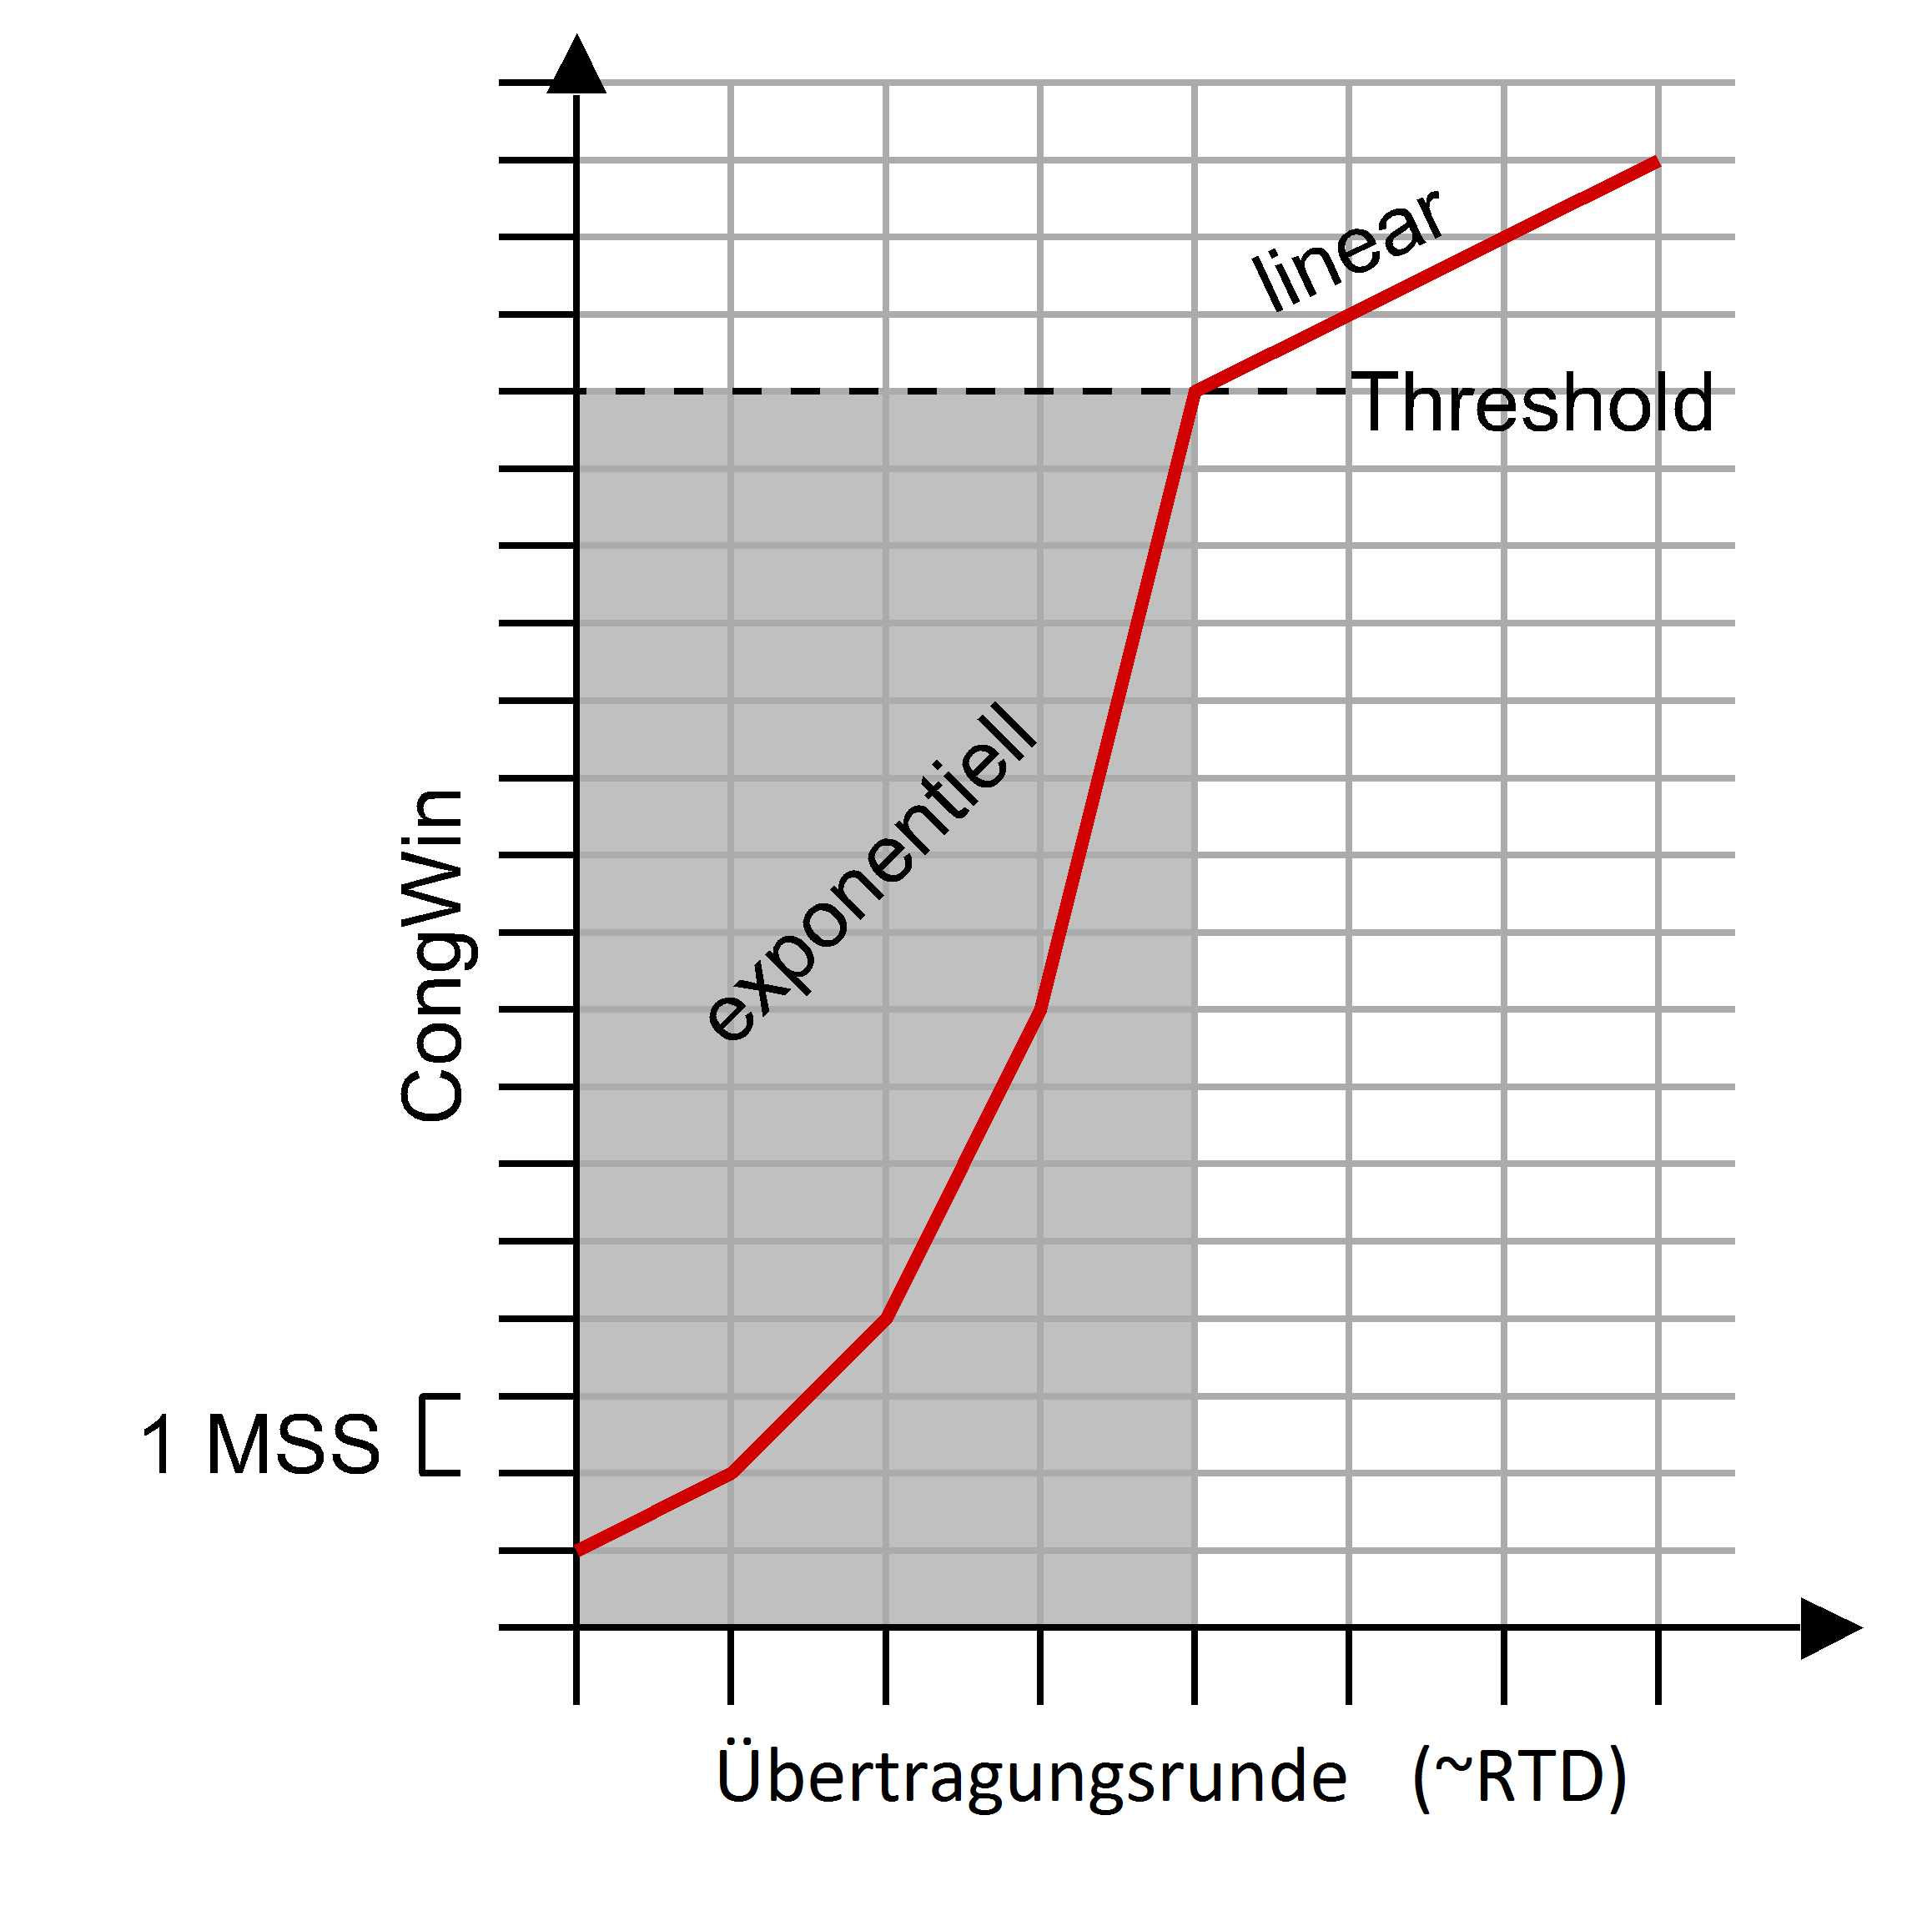 linear
Threshold
exponentiell
CongWin
1 MSS
Übertragungsrunde (~RTD)